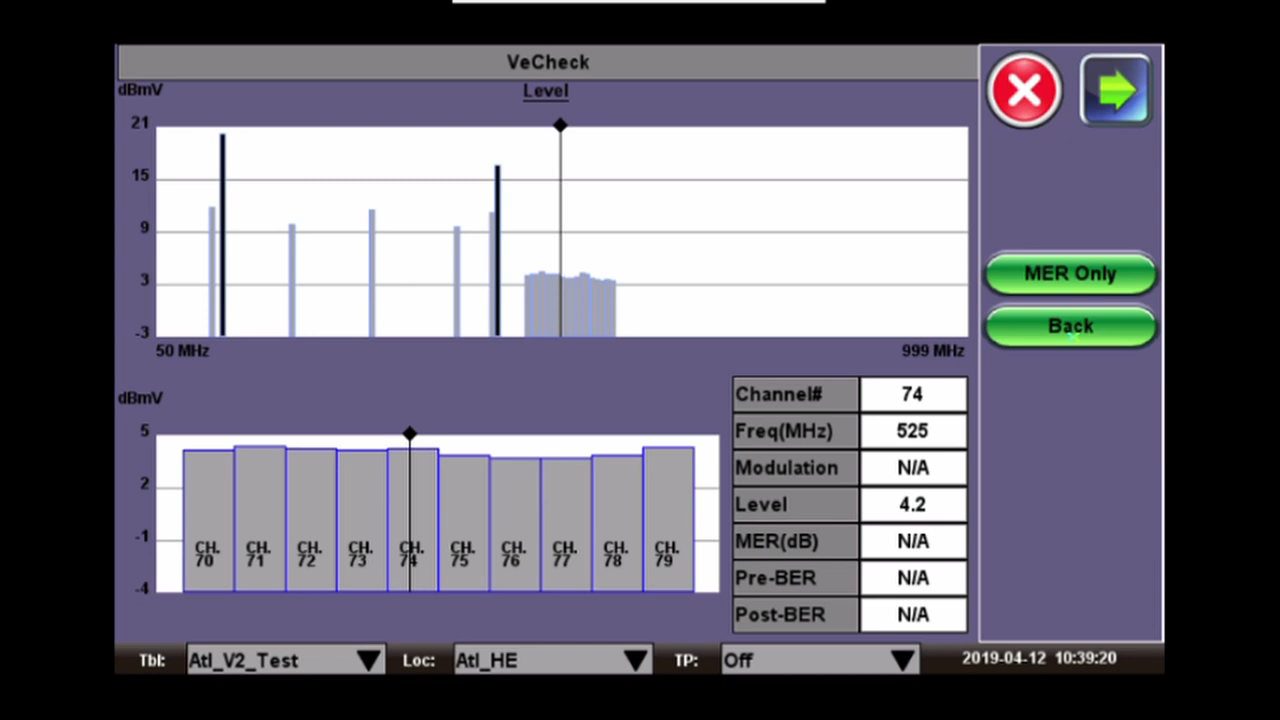 VeCheck
dBmV
Level
21
15
9
3
-3
50 MHz
999 MHz
MER Only
Back
dBmV
5
2
-1
-4
CH. 70
CH. 71
CH. 72
CH. 73
CH. 74
CH. 75
CH. 76
CH. 77
CH. 78
CH. 79
Channel# 74
Freq(MHz) 525
Modulation N/A
Level 4.2
MER(dB) N/A
Pre-BER N/A
Post-BER N/A
Tbl: Atl_V2_Test Loc: Atl_HE TP: Off 2019-04-12 10:39:20